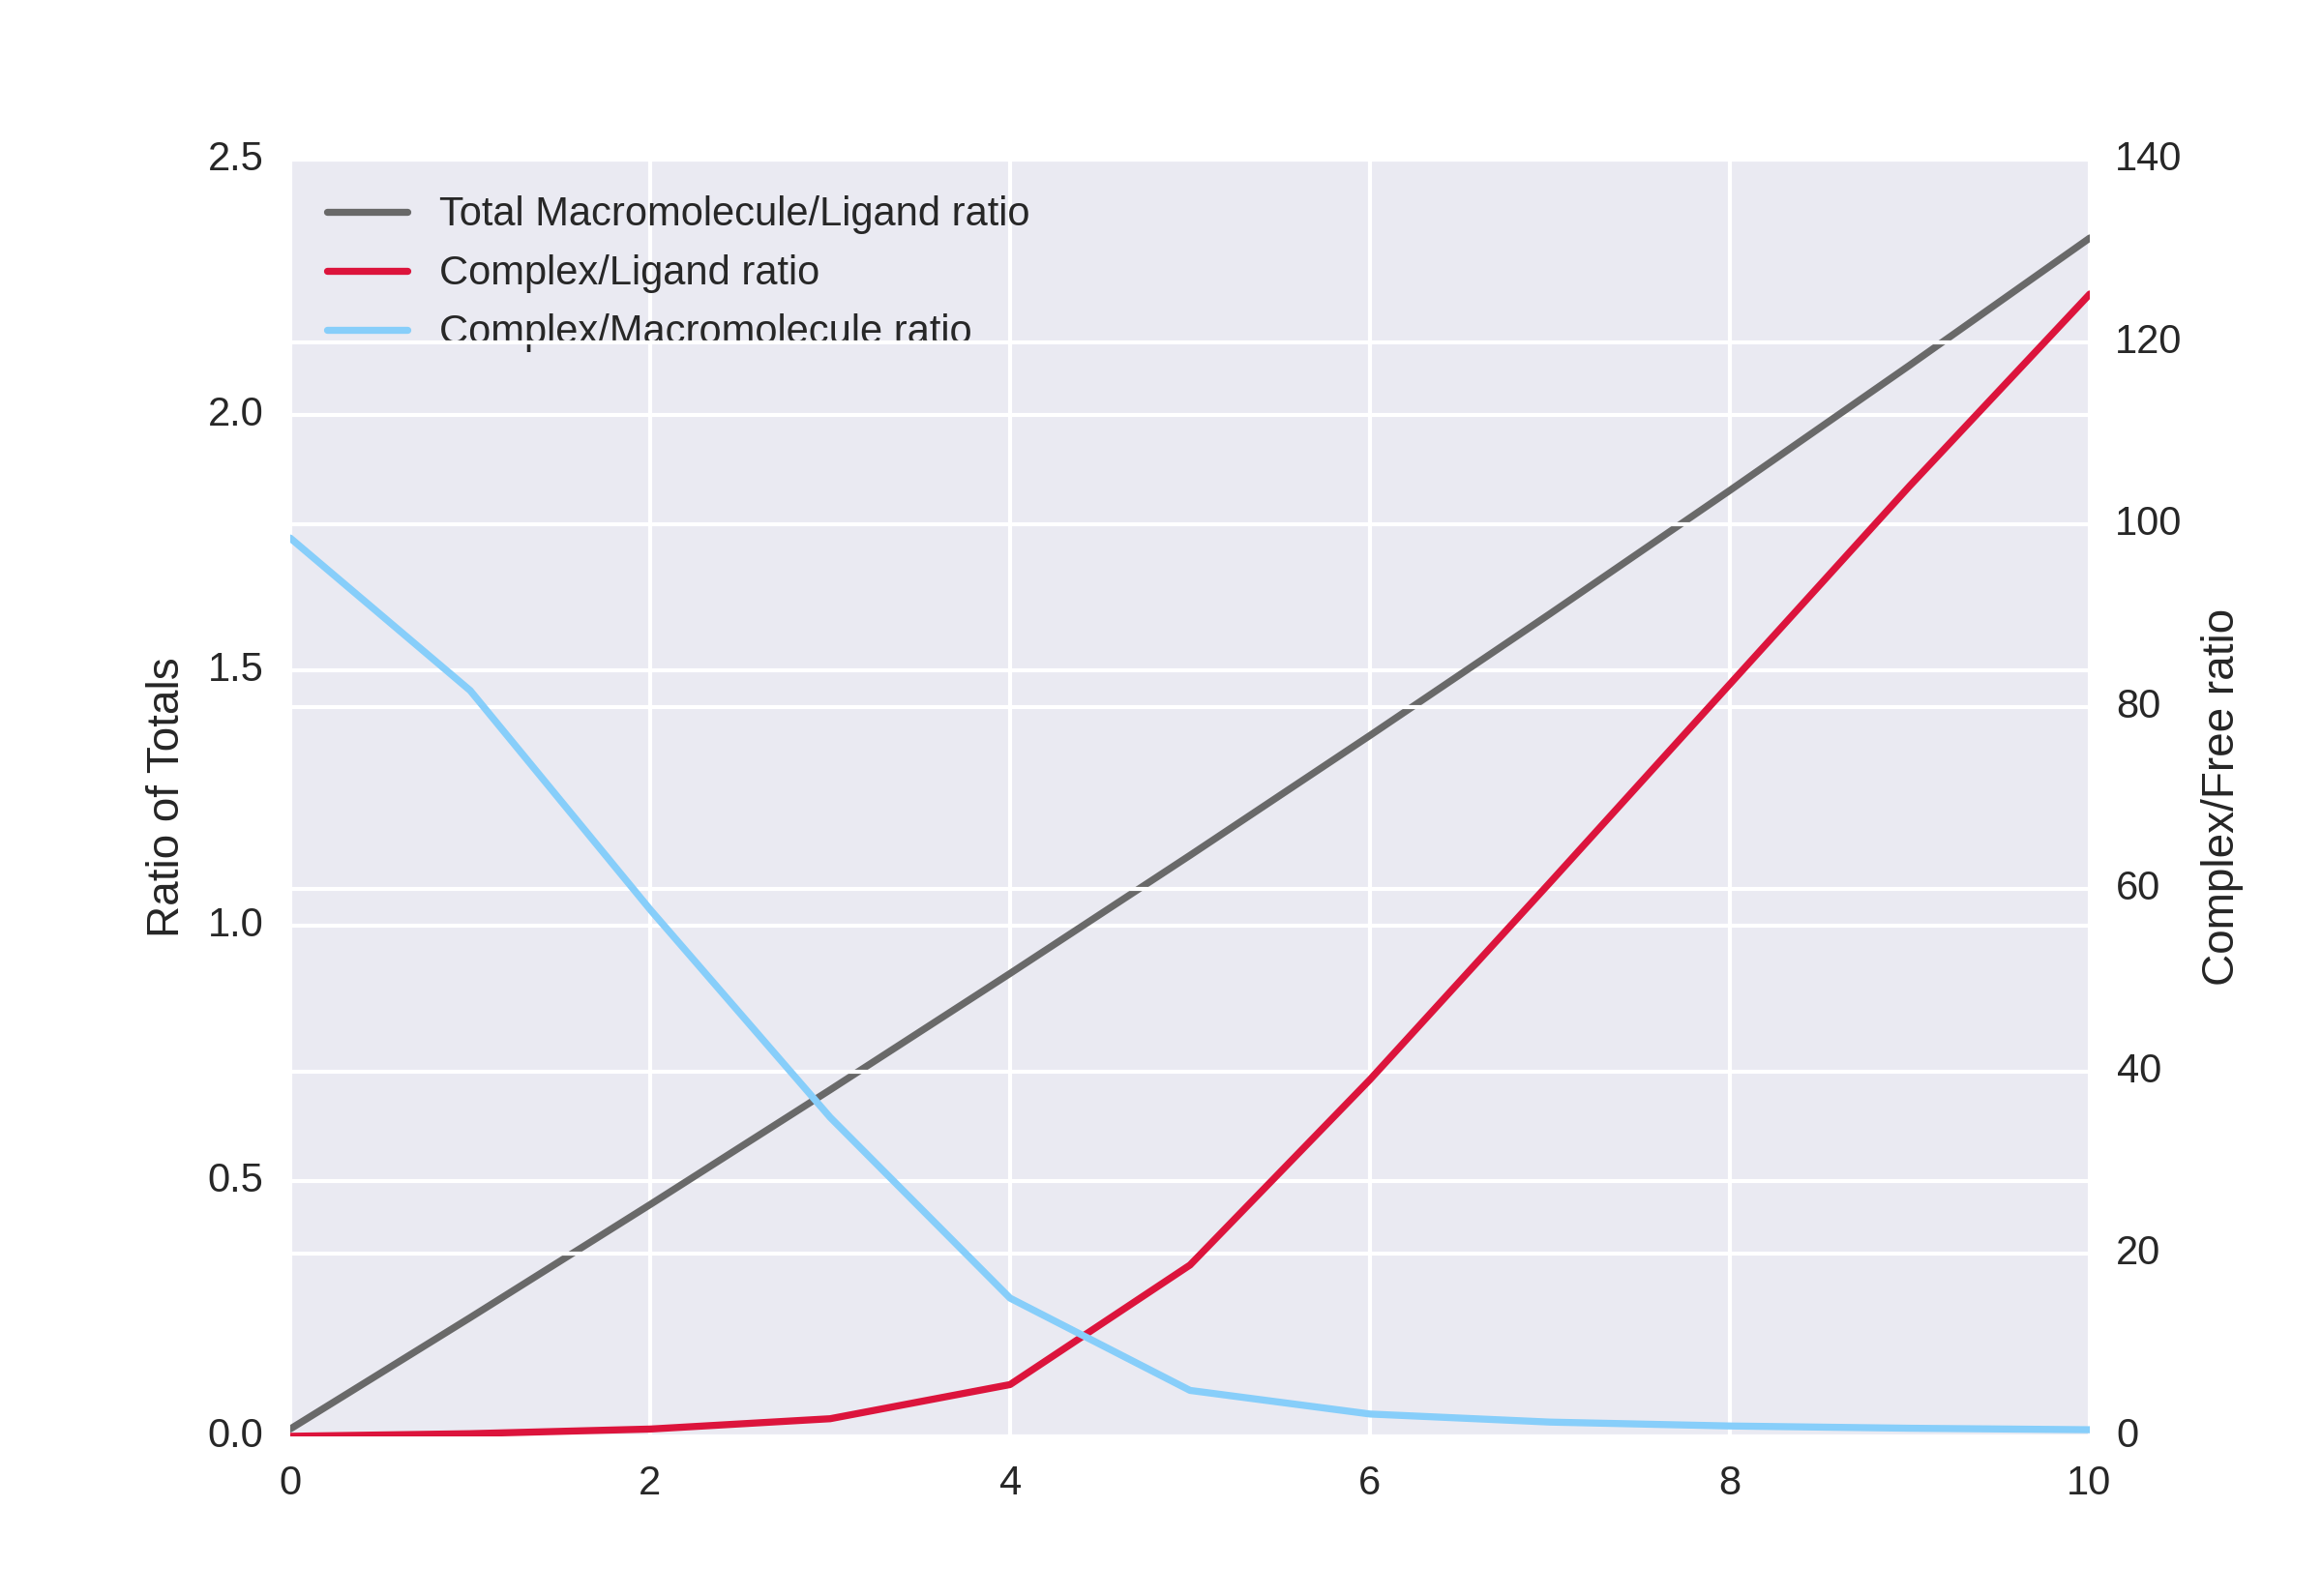 2.5
2.0
1.5
1.0
0.5
0.0
Ratio of Totals
Total Macromolecule/Ligand ratio
Complex/Ligand ratio
Complex/Macromolecule ratio
140
120
100
80
60
40
20
0
Complex/Free ratio
0 2 4 6 8 10